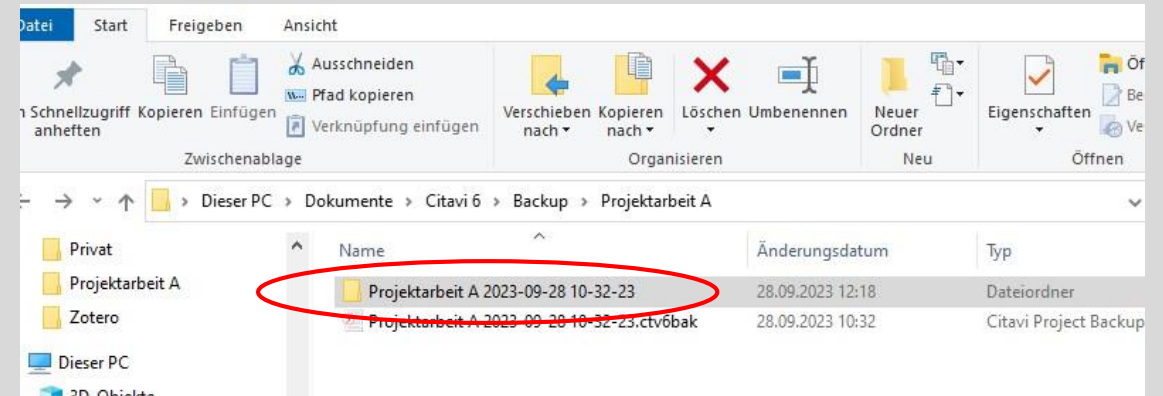 Datei Start Freigeben Ansicht
Ausschneiden
Pfad kopieren
Verknüpfung einfügen
Schnellzugriff anheften
Kopieren
Einfügen
Zwischenablage
Verschieben nach
Kopieren nach
Löschen
Umbenennen
Organisieren
Neuer Ordner
Neu
Eigenschaften
Öffnen
Dieser PC > Dokumente > Citavi 6 > Backup > Projektarbeit A
Privat
Projektarbeit A
Zotero
Dieser PC
3D-Objekte
Name Änderungsdatum Typ
Projektarbeit A 2023-09-28 10-32-23 28.09.2023 12:18 Dateiordner
Projektarbeit A 2023-09-28 10-32-23.ctv6bak 28.09.2023 10:32 Citavi Project Backup